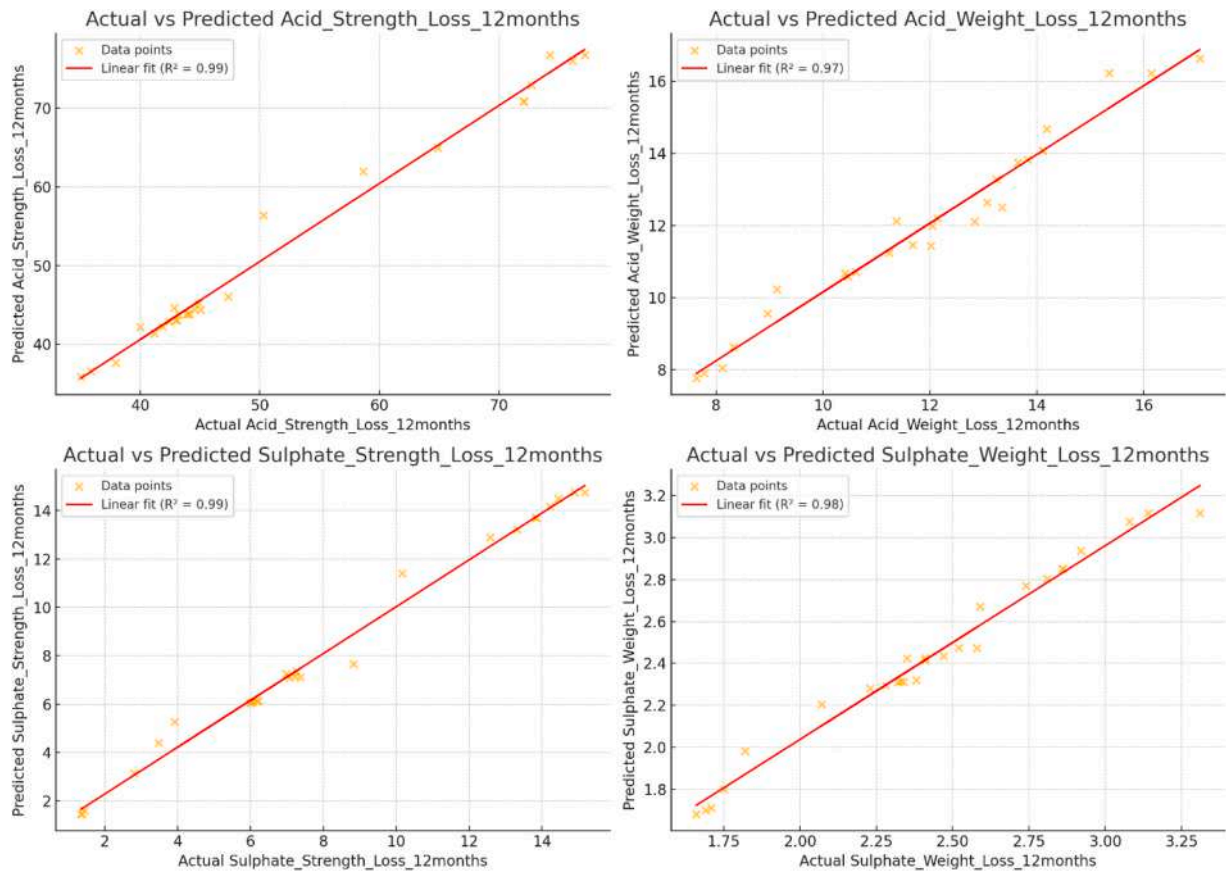 Actual vs Predicted Acid_Strength_Loss_12months
Predicted Acid_Strength_Loss_12months
70
60
50
40
Data points
Linear fit (R² = 0.99)
40 50 60 70
Actual Acid_Strength_Loss_12months
Actual vs Predicted Acid_Weight_Loss_12months
Predicted Acid_Weight_Loss_12months
16
14
12
10
8
Data points
Linear fit (R² = 0.97)
8 10 12 14 16
Actual Acid_Weight_Loss_12months
Actual vs Predicted Sulphate_Strength_Loss_12months
Predicted Sulphate_Strength_Loss_12months
14
12
10
8
6
4
2
Data points
Linear fit (R² = 0.99)
2 4 6 8 10 12 14
Actual Sulphate_Strength_Loss_12months
Actual vs Predicted Sulphate_Weight_Loss_12months
Predicted Sulphate_Weight_Loss_12months
3.2
3.0
2.8
2.6
2.4
2.2
2.0
1.8
Data points
Linear fit (R² = 0.98)
1.75 2.00 2.25 2.50 2.75 3.00 3.25
Actual Sulphate_Weight_Loss_12months